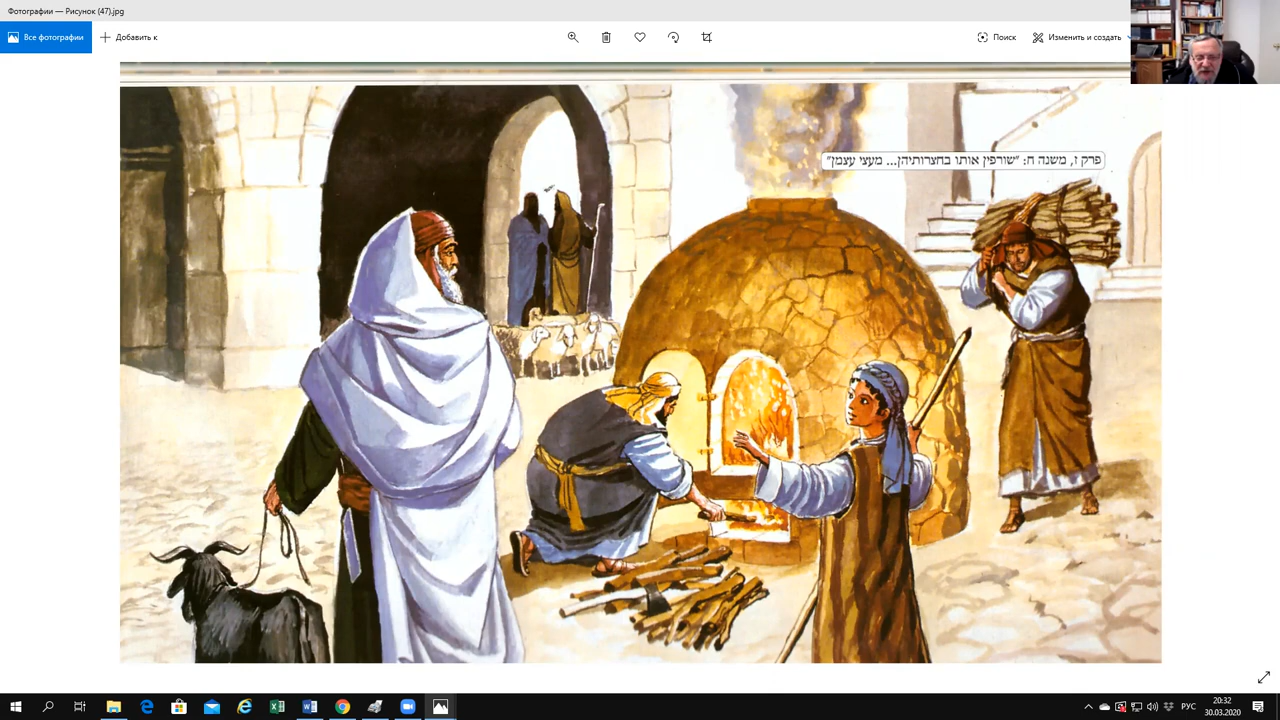 Фотографии — Рисунок (47).jpg
Все фотографии
Добавить к
Поиск
Изменить и создать
פרק ז, משנה ח: "שורפין אותו בחצרותיהן... מעצי עצמן"
РУС
20:32
30.03.2020